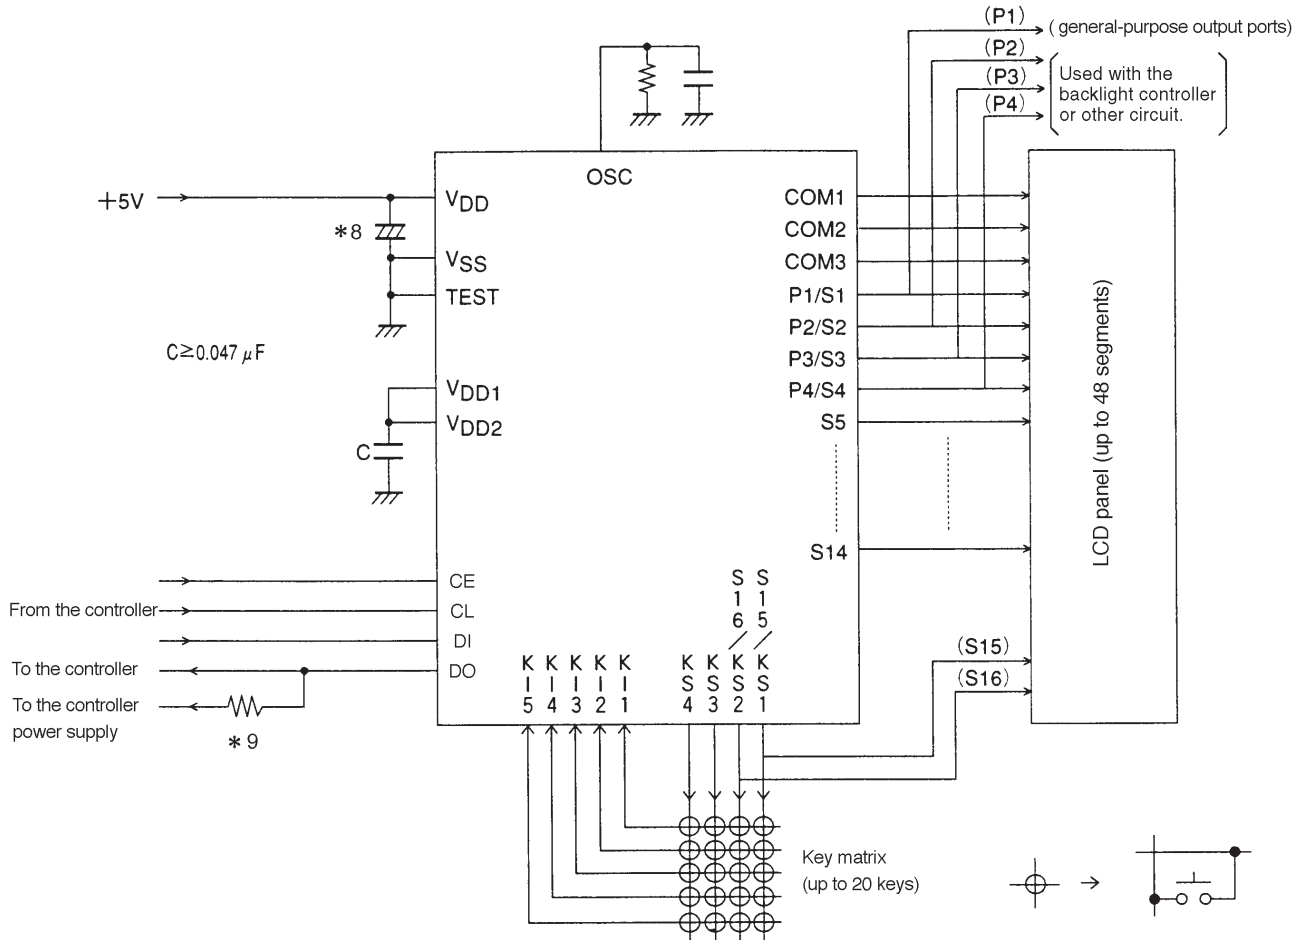 (P1)
( general-purpose output ports)
(P2)
(P3)
(P4)
Used with the
backlight controller
or other circuit.
OSC
+5V
VDD
*8
VSS
TEST
C≥0.047 μF
VDD1
VDD2
C
COM1
COM2
COM3
P1/S1
P2/S2
P3/S3
P4/S4
S5
S14
LCD panel (up to 48 segments)
CE
From the controller
CL
DI
To the controller
DO
To the controller
power supply
*9
KI5
KI4
KI3
KI2
KI1
KS4
KS3
S16/KS2
S15/KS1
(S15)
(S16)
Key matrix
(up to 20 keys)